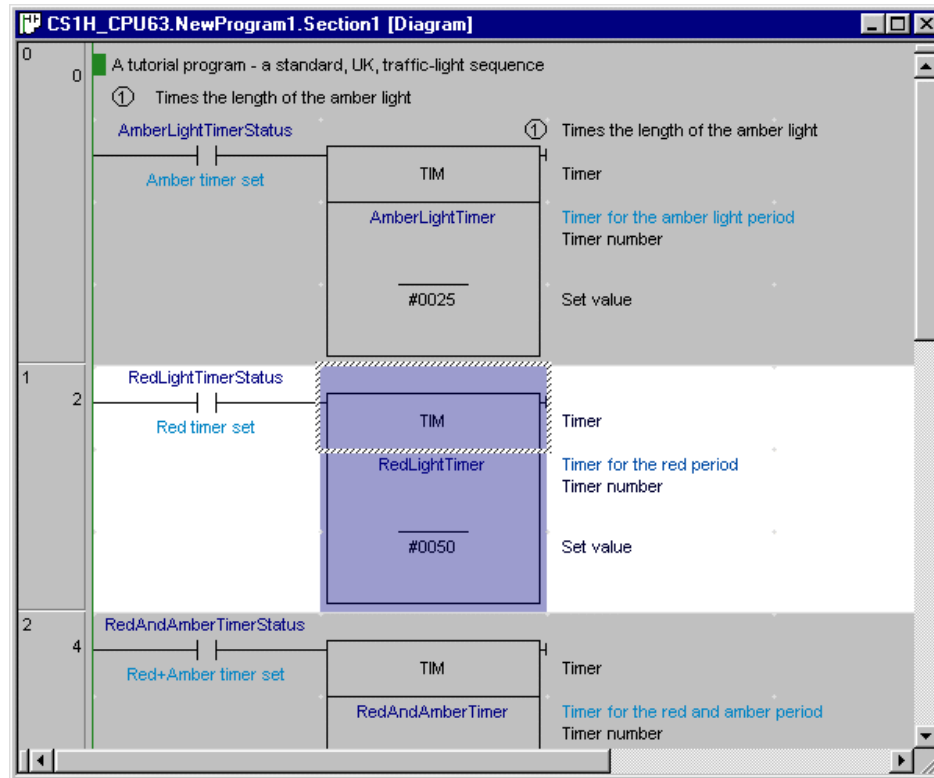 CS1H_CPU63.NewProgram1.Section1 [Diagram]
0
0
A tutorial program - a standard, UK, traffic-light sequence
① Times the length of the amber light
AmberLightTimerStatus
① Times the length of the amber light
TIM
Timer
Amber timer set
AmberLightTimer
Timer for the amber light period
Timer number
#0025
Set value
1
2
RedLightTimerStatus
TIM
Timer
Red timer set
RedLightTimer
Timer for the red period
Timer number
#0050
Set value
2
4
RedAndAmberTimerStatus
TIM
Timer
Red+Amber timer set
RedAndAmberTimer
Timer for the red and amber period
Timer number